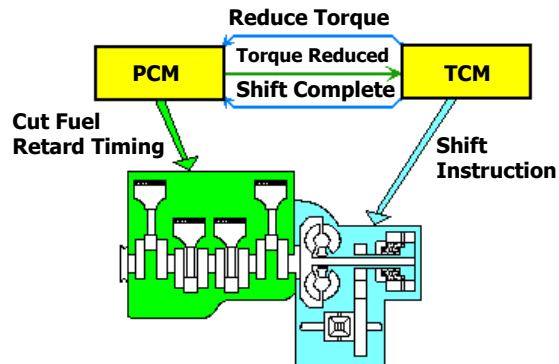 Reduce Torque
PCM
Torque Reduced
TCM
Shift Complete
Cut Fuel
Retard Timing
Shift
Instruction